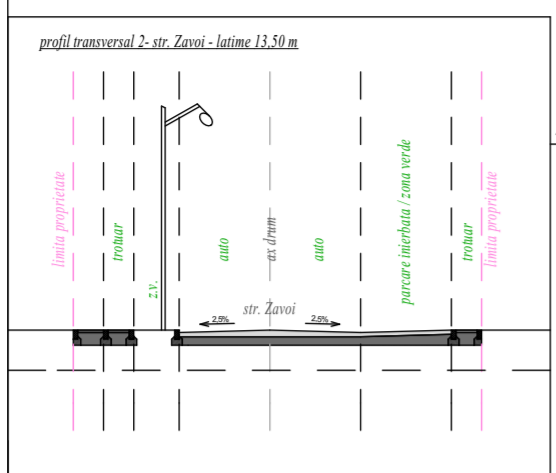 profil transversal 2- str. Zavoi - latime 13,50 m
limita proprietate
trotuar
z.v.
auto
ax drum
auto
parcare inierbata / zona verde
trotuar
limita proprietate
str. Zavoi
2,5%
2,5%